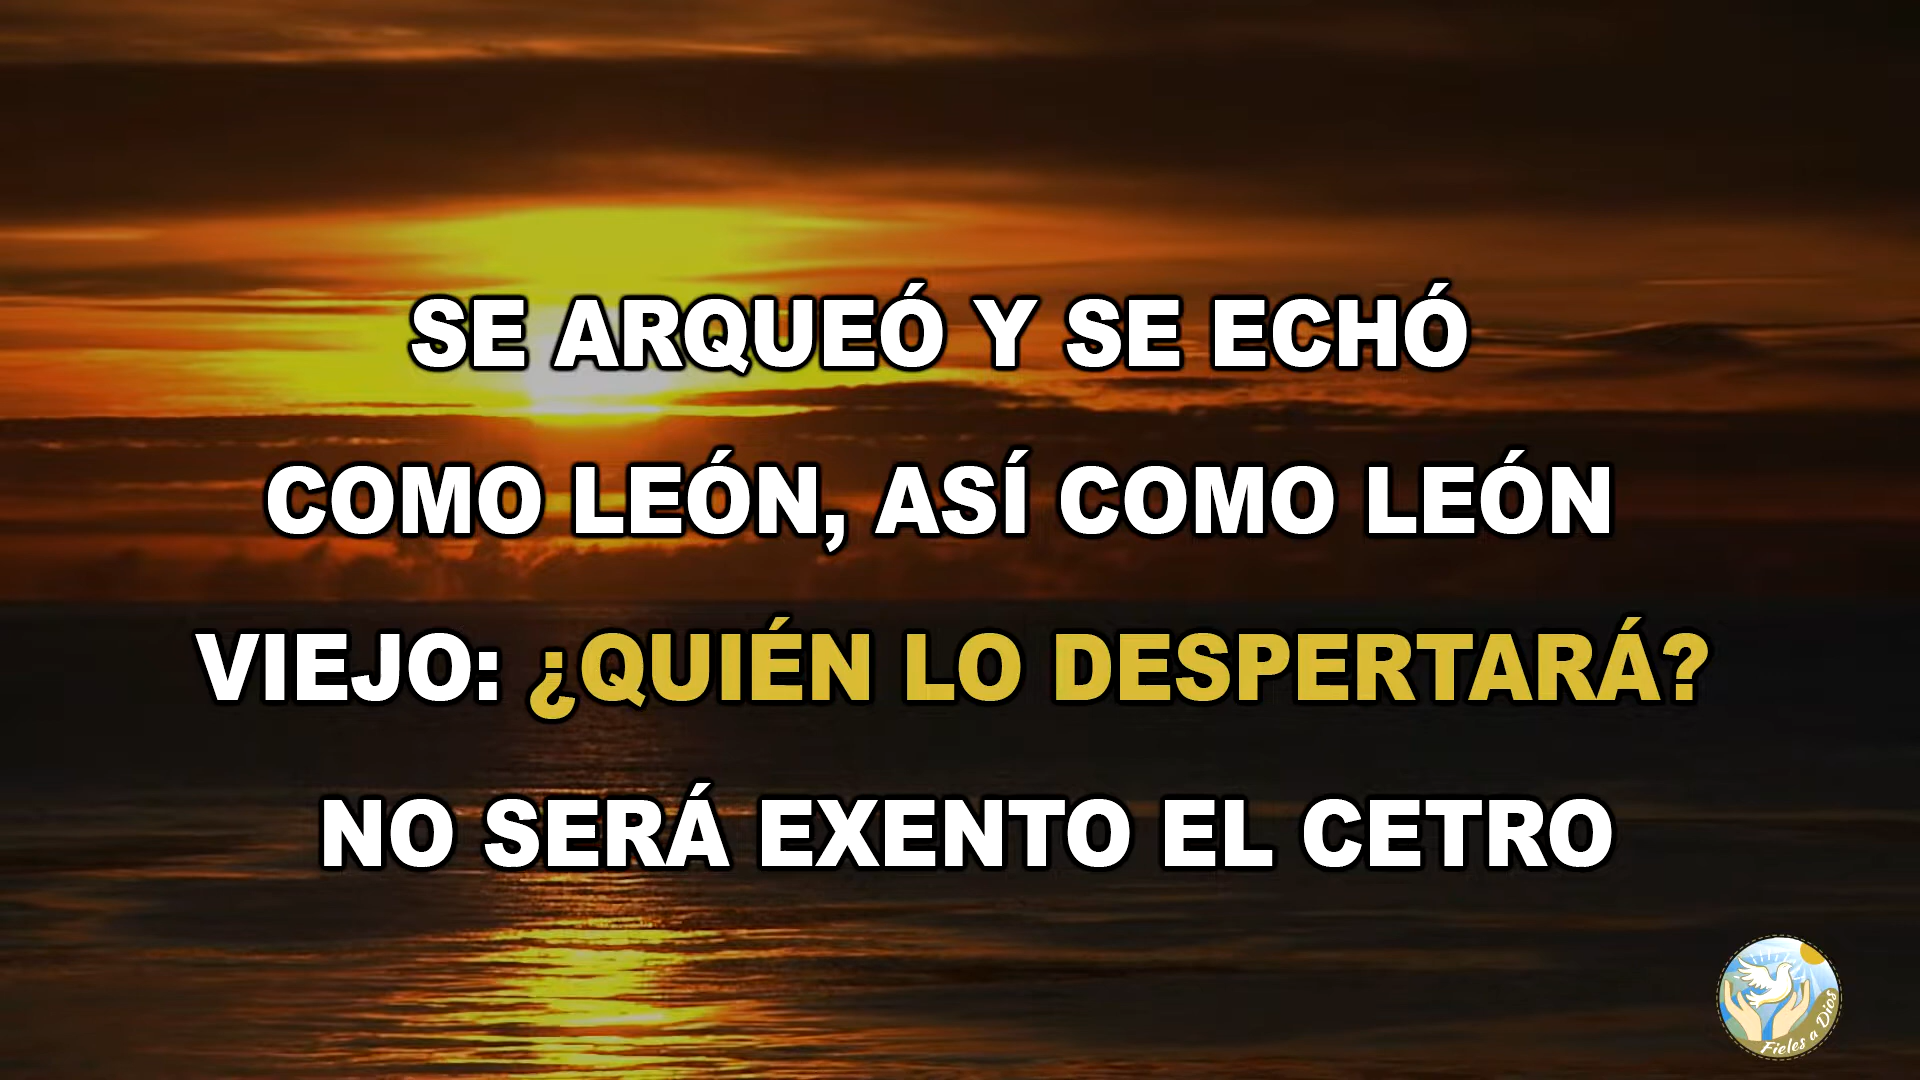 SE ARQUEÓ Y SE ECHÓ
COMO LEÓN, ASÍ COMO LEÓN
VIEJO: ¿QUIÉN LO DESPERTARÁ?
NO SERÁ EXENTO EL CETRO
Fieles a Dios